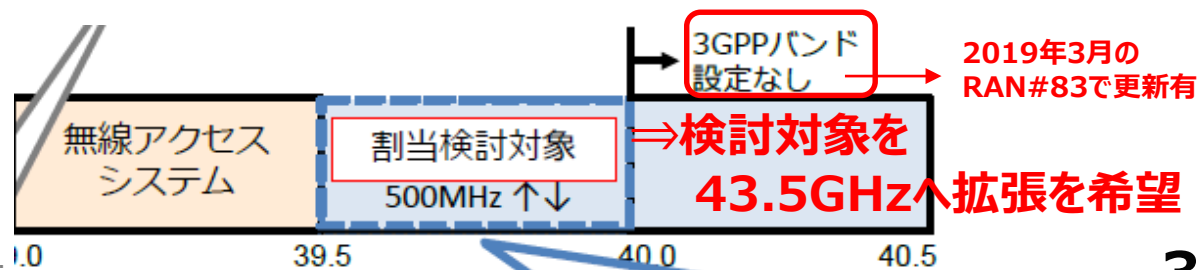 3GPPバンド
設定なし
2019年3月の
RAN#83で更新有
無線アクセス
システム
割当検討対象
500MHz ↑↓
⇒検討対象を
43.5GHzへ拡張を希望
.0
39.5
40.0
40.5
3